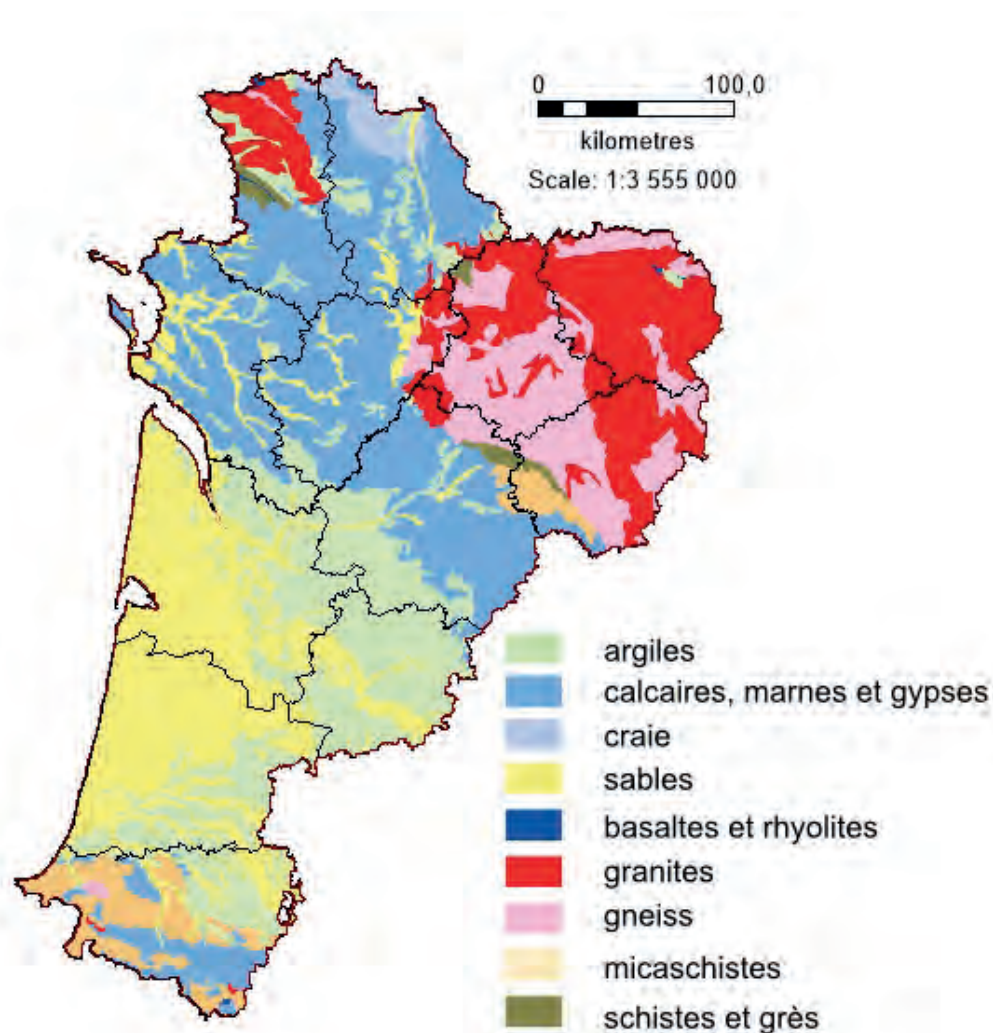 0 100,0
kilometres
Scale: 1:3 555 000
argiles
calcaires, marnes et gypses
craie
sables
basaltes et rhyolites
granites
gneiss
micaschistes
schistes et grès